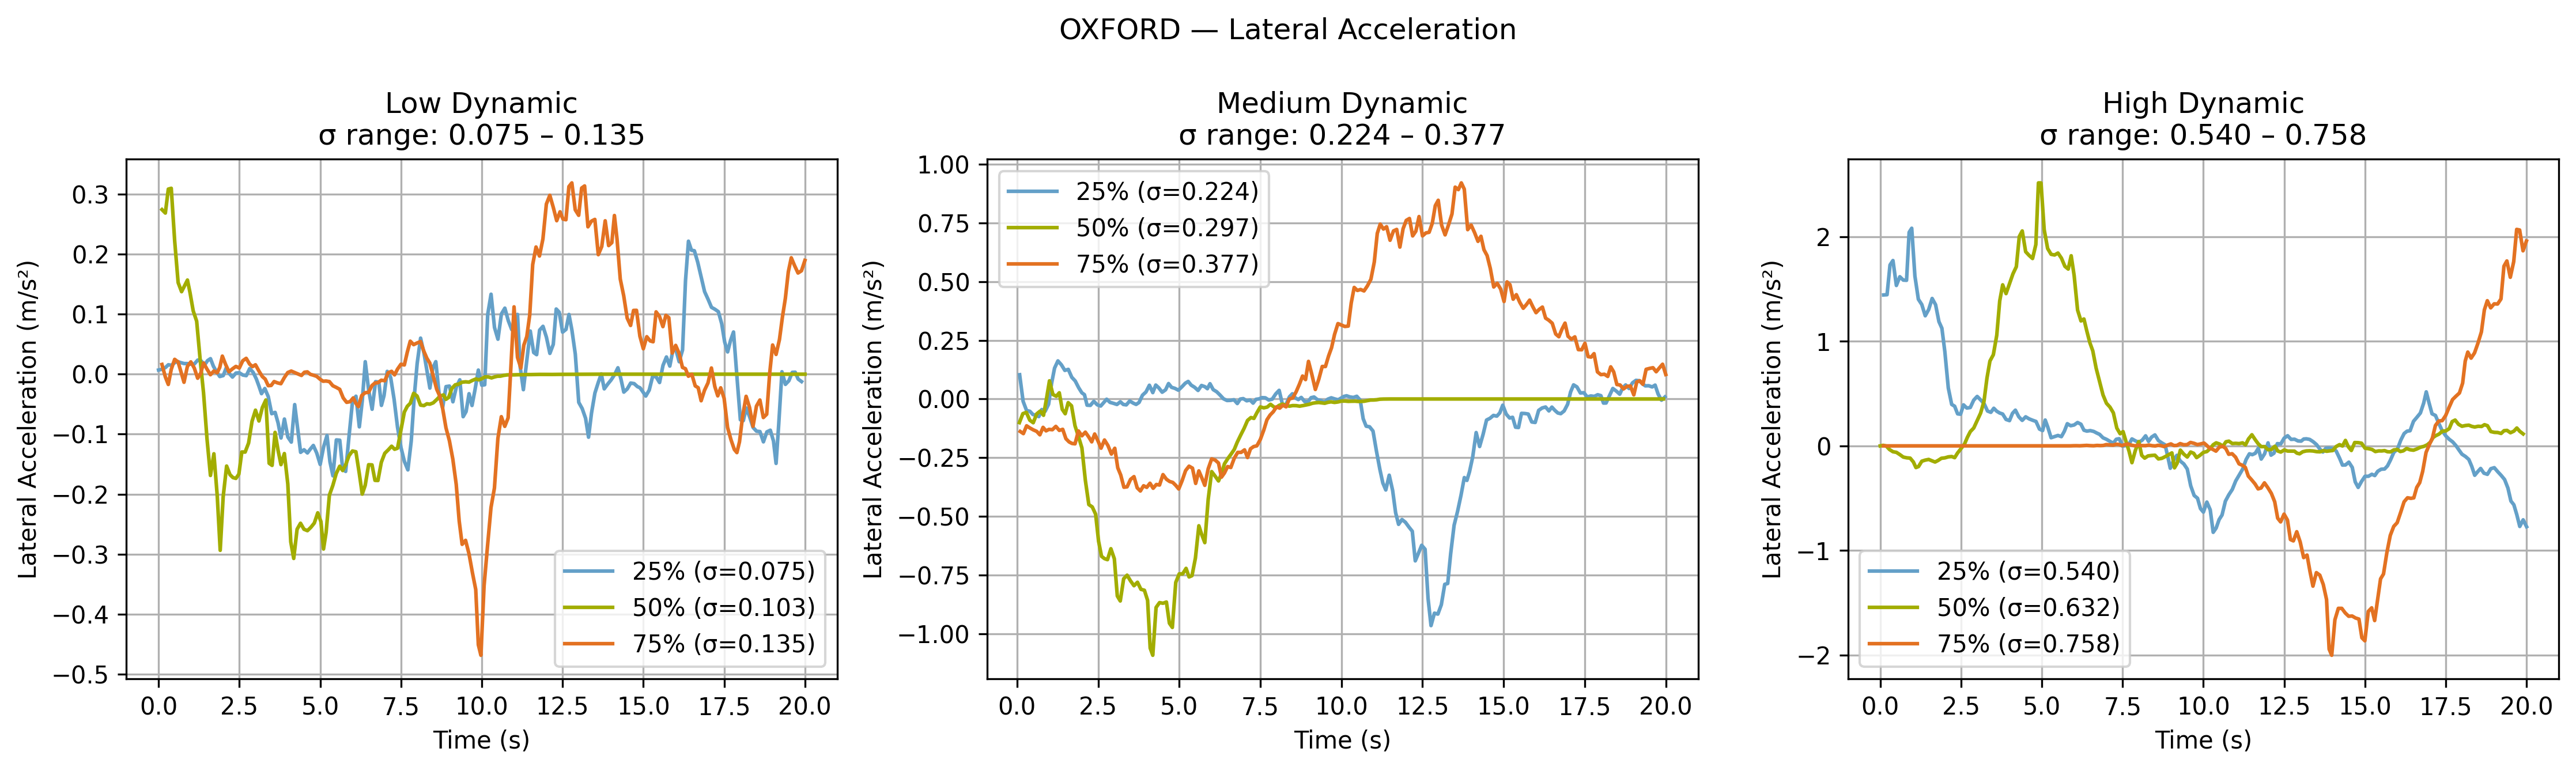 OXFORD — Lateral Acceleration
Low Dynamic
σ range: 0.075 – 0.135
Lateral Acceleration (m/s²)
0.3
0.2
0.1
0.0
−0.1
−0.2
−0.3
−0.4
−0.5
25% (σ=0.075)
50% (σ=0.103)
75% (σ=0.135)
0.0 2.5 5.0 7.5 10.0 12.5 15.0 17.5 20.0
Time (s)
Medium Dynamic
σ range: 0.224 – 0.377
Lateral Acceleration (m/s²)
1.00
0.75
0.50
0.25
0.00
−0.25
−0.50
−0.75
−1.00
25% (σ=0.224)
50% (σ=0.297)
75% (σ=0.377)
0.0 2.5 5.0 7.5 10.0 12.5 15.0 17.5 20.0
Time (s)
High Dynamic
σ range: 0.540 – 0.758
Lateral Acceleration (m/s²)
2
1
0
−1
−2
25% (σ=0.540)
50% (σ=0.632)
75% (σ=0.758)
0.0 2.5 5.0 7.5 10.0 12.5 15.0 17.5 20.0
Time (s)